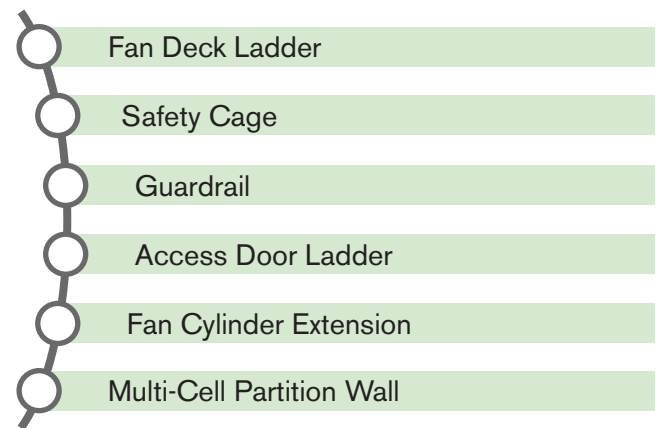 Fan Deck Ladder
Safety Cage
Guardrail
Access Door Ladder
Fan Cylinder Extension
Multi-Cell Partition Wall